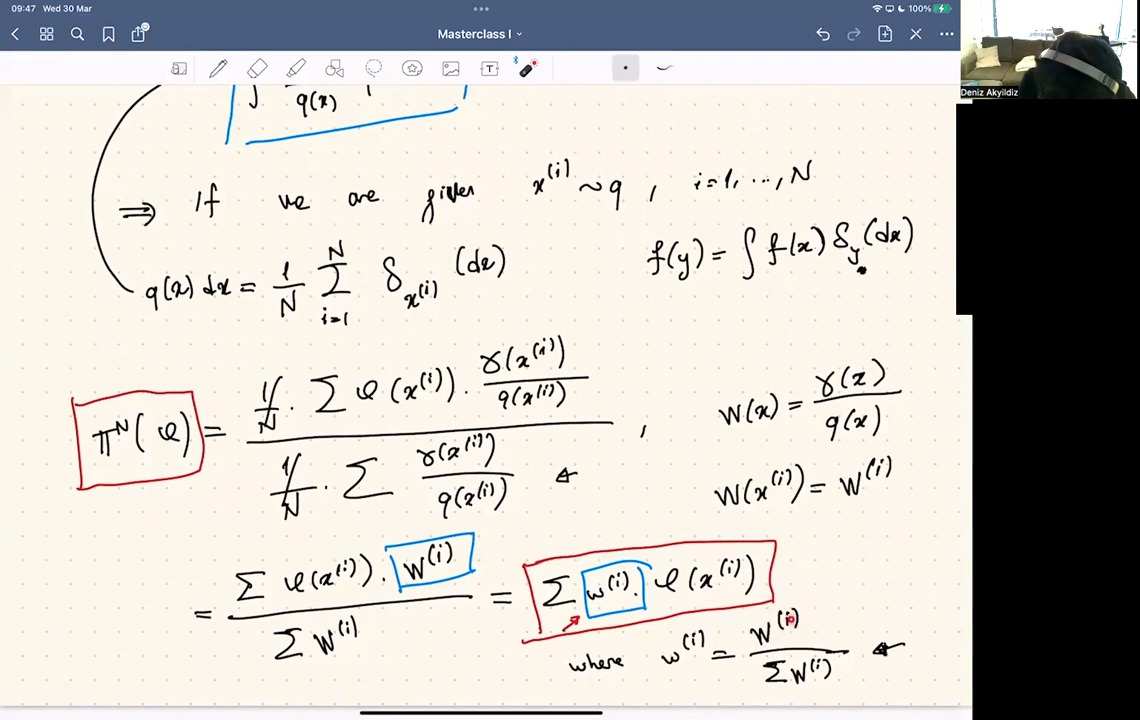 09:47 Wed 30 Mar
100%
Masterclass I
Deniz Akyildiz
q(x)
⇒ If we are given x^(i) ~ q , i=1, ..., N
q(x) dx = 1/N Σ_{i=1}^{N} δ_{x^(i)} (dx)
f(y) = ∫ f(x) δ_y (dx)
π^N(φ) = (1/N · Σ φ(x^(i)) · γ(x^(i))/q(x^(i))) / (1/N · Σ γ(x^(i))/q(x^(i))) ,
W(x) = γ(x)/q(x)
W(x^(i)) = W^(i)
= (Σ φ(x^(i)) · W^(i)) / (Σ W^(i)) = Σ w^(i) · φ(x^(i))
where w^(i) = W^(i) / ΣW^(i)